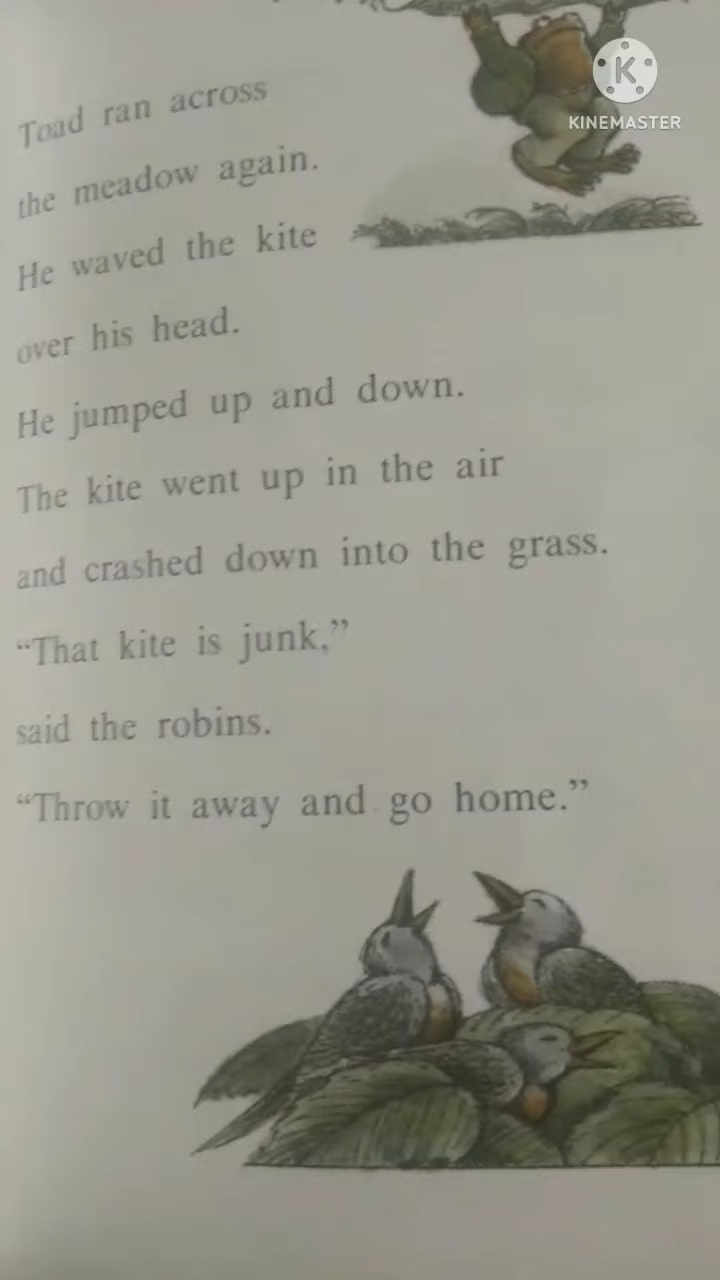 K
KINEMASTER
Toad ran across
the meadow again.
He waved the kite
over his head.
He jumped up and down.
The kite went up in the air
and crashed down into the grass.
“That kite is junk,”
said the robins.
“Throw it away and go home.”